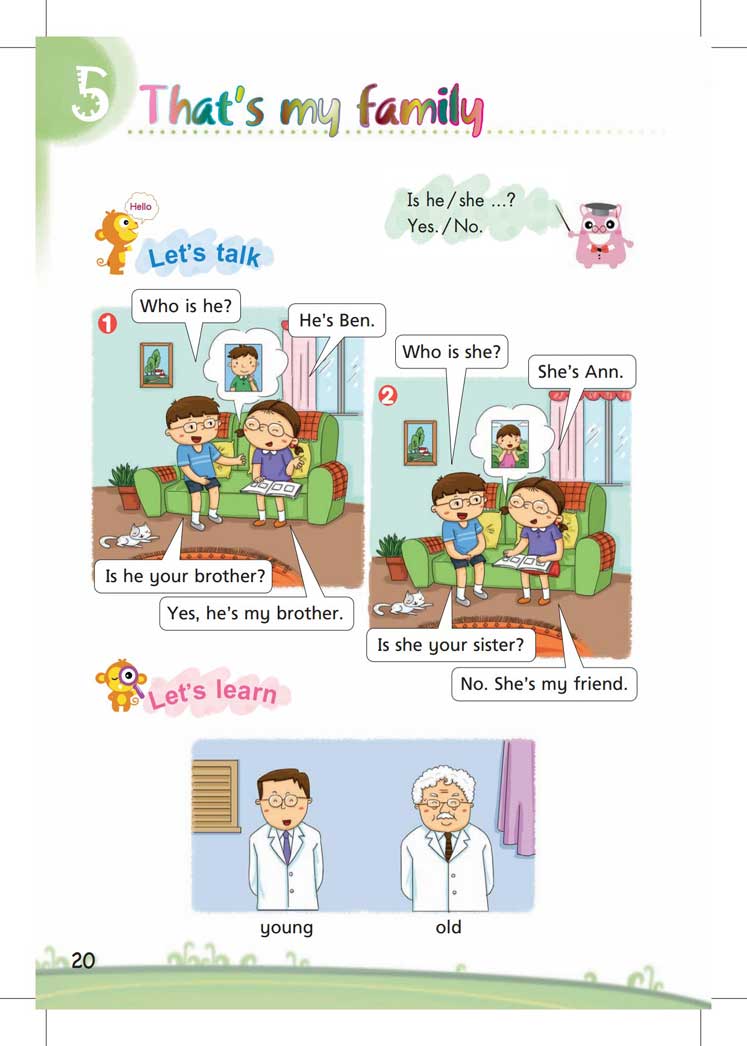 5
That's my family
Is he/she ...?
Yes./No.
Hello
Let's talk
1
Who is he?
He's Ben.
Is he your brother?
Yes, he's my brother.
2
Who is she?
She's Ann.
Is she your sister?
No. She's my friend.
Let's learn
young
old
20